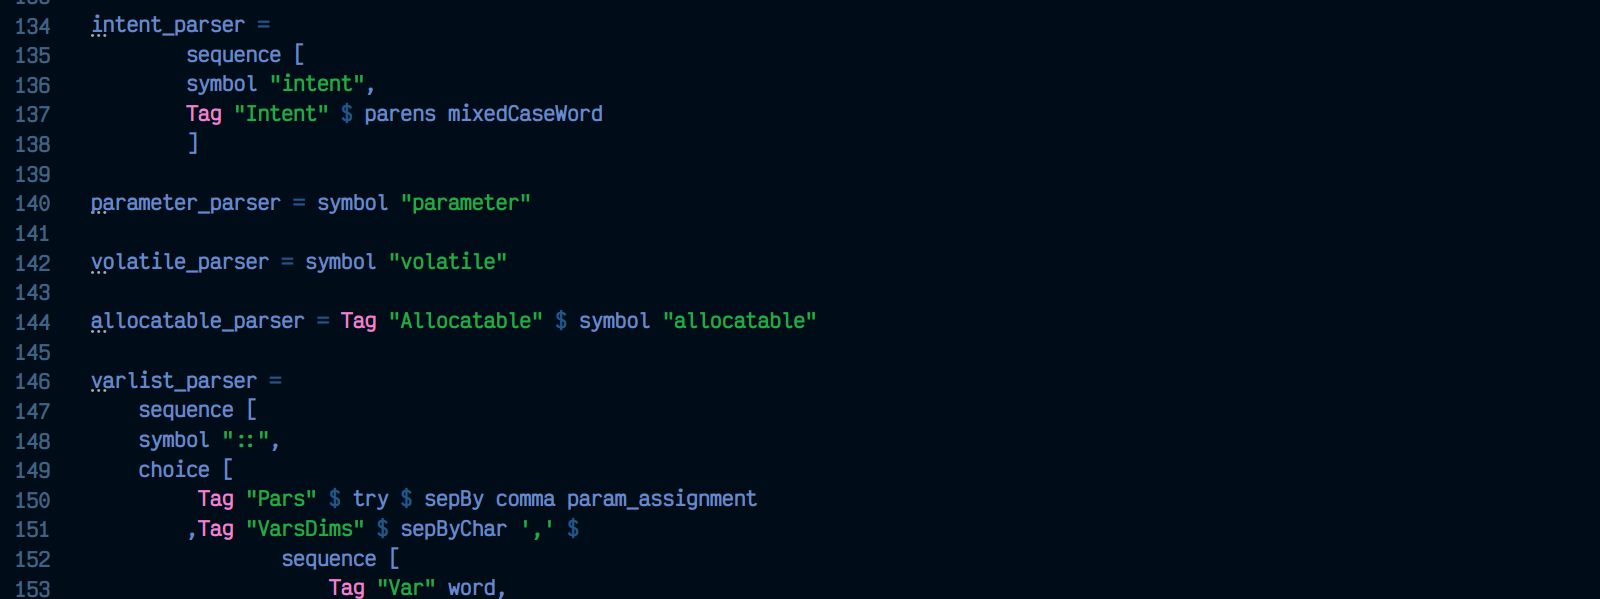 134 intent_parser =
135         sequence [
136         symbol "intent",
137         Tag "Intent" $ parens mixedCaseWord
138         ]
139
140 parameter_parser = symbol "parameter"
141
142 volatile_parser = symbol "volatile"
143
144 allocatable_parser = Tag "Allocatable" $ symbol "allocatable"
145
146 varlist_parser =
147     sequence [
148     symbol "::",
149     choice [
150          Tag "Pars" $ try $ sepBy comma param_assignment
151         ,Tag "VarsDims" $ sepByChar ',' $
152                 sequence [
153                     Tag "Var" word,